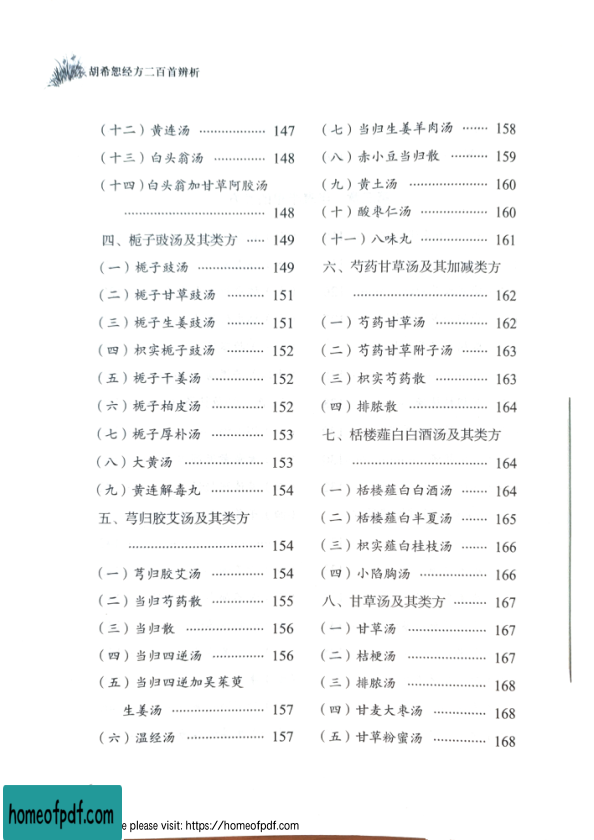 胡希恕经方二百首辨析
（十二）黄连汤 ……………… 147
（十三）白头翁汤 …………… 148
（十四）白头翁加甘草阿胶汤
……………………………… 148
四、栀子豉汤及其类方 …… 149
（一）栀子豉汤 ……………… 149
（二）栀子甘草豉汤 ………… 151
（三）栀子生姜豉汤 ………… 151
（四）枳实栀子豉汤 ………… 152
（五）栀子干姜汤 …………… 152
（六）栀子柏皮汤 …………… 152
（七）栀子厚朴汤 …………… 153
（八）大黄汤 ………………… 153
（九）黄连解毒丸 …………… 154
五、芎归胶艾汤及其类方
……………………………… 154
（一）芎归胶艾汤 …………… 154
（二）当归芍药散 …………… 155
（三）当归散 ………………… 156
（四）当归四逆汤 …………… 156
（五）当归四逆加吴茱萸
生姜汤 …………………… 157
（六）温经汤 ………………… 157
（七）当归生姜羊肉汤 ……… 158
（八）赤小豆当归散 ………… 159
（九）黄土汤 ………………… 160
（十）酸枣仁汤 ……………… 160
（十一）八味丸 ……………… 161
六、芍药甘草汤及其加减类方
……………………………… 162
（一）芍药甘草汤 …………… 162
（二）芍药甘草附子汤 ……… 163
（三）枳实芍药散 …………… 163
（四）排脓散 ………………… 164
七、栝楼薤白白酒汤及其类方
……………………………… 164
（一）栝楼薤白白酒汤 ……… 164
（二）栝楼薤白半夏汤 ……… 165
（三）枳实薤白桂枝汤 ……… 166
（四）小陷胸汤 ……………… 166
八、甘草汤及其类方 ……… 167
（一）甘草汤 ………………… 167
（二）桔梗汤 ………………… 167
（三）排脓汤 ………………… 168
（四）甘麦大枣汤 …………… 168
（五）甘草粉蜜汤 …………… 168
homeofpdf.com
e please visit: https://homeofpdf.com